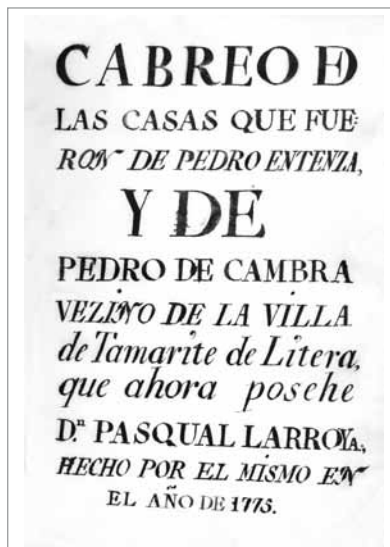 CABREO DE
LAS CASAS QUE FUE:
RON DE PEDRO ENTENZA,
Y DE
PEDRO DE CAMBRA
VEZINO DE LA VILLA
de Tamarite de Litera,
que ahora posehe
D.ⁿ PASQUAL LARROYA;
HECHO POR EL MISMO EN
EL AÑO DE 1775.